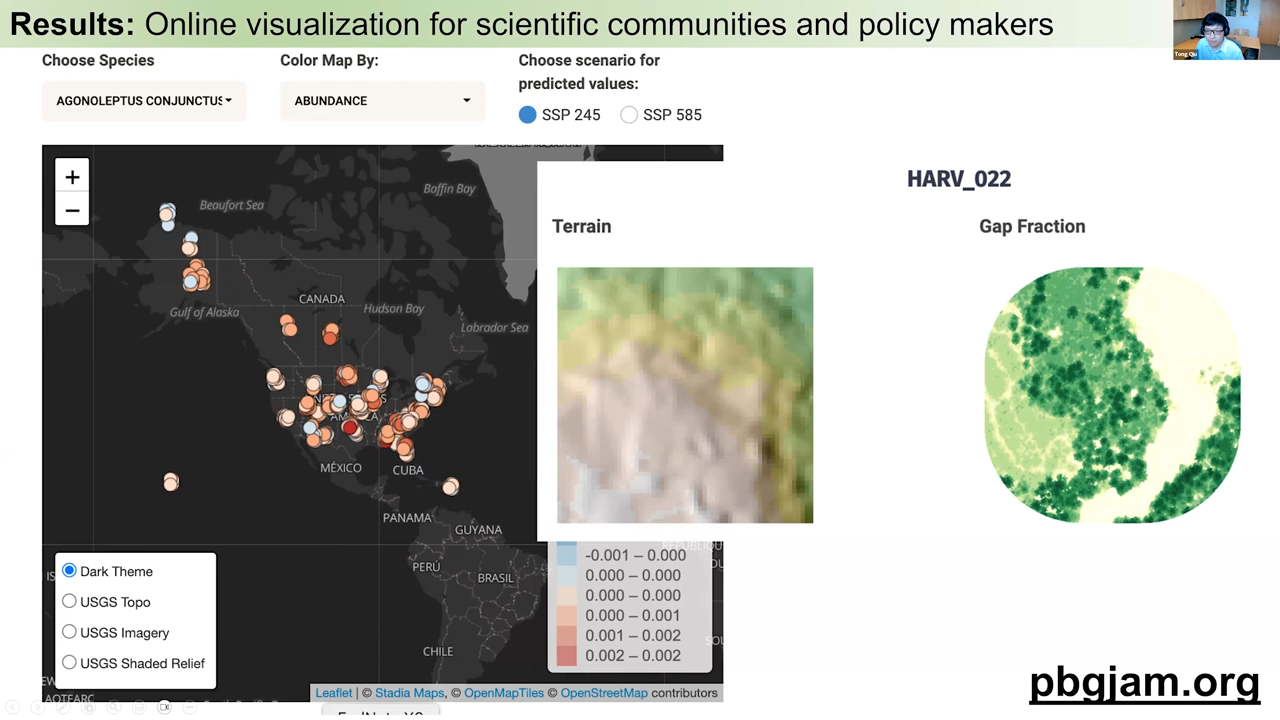 Results: Online visualization for scientific communities and policy makers
Tong Qiu
Choose Species
AGONOLEPTUS CONJUNCTUS
Color Map By:
ABUNDANCE
Choose scenario for
predicted values:
SSP 245
SSP 585
+
−
Baffin Bay
Beaufort Sea
CANADA
Hudson Bay
Gulf of Alaska
Labrador Sea
MÉXICO
CUBA
PANAMA
GUYANA
PERÚ
BRASIL
CHILE
HARV_022
Terrain
Gap Fraction
-0.001 – 0.000
0.000 – 0.000
0.000 – 0.000
0.000 – 0.001
0.001 – 0.002
0.002 – 0.002
Dark Theme
USGS Topo
USGS Imagery
USGS Shaded Relief
Leaflet | © Stadia Maps, © OpenMapTiles © OpenStreetMap contributors
pbgjam.org